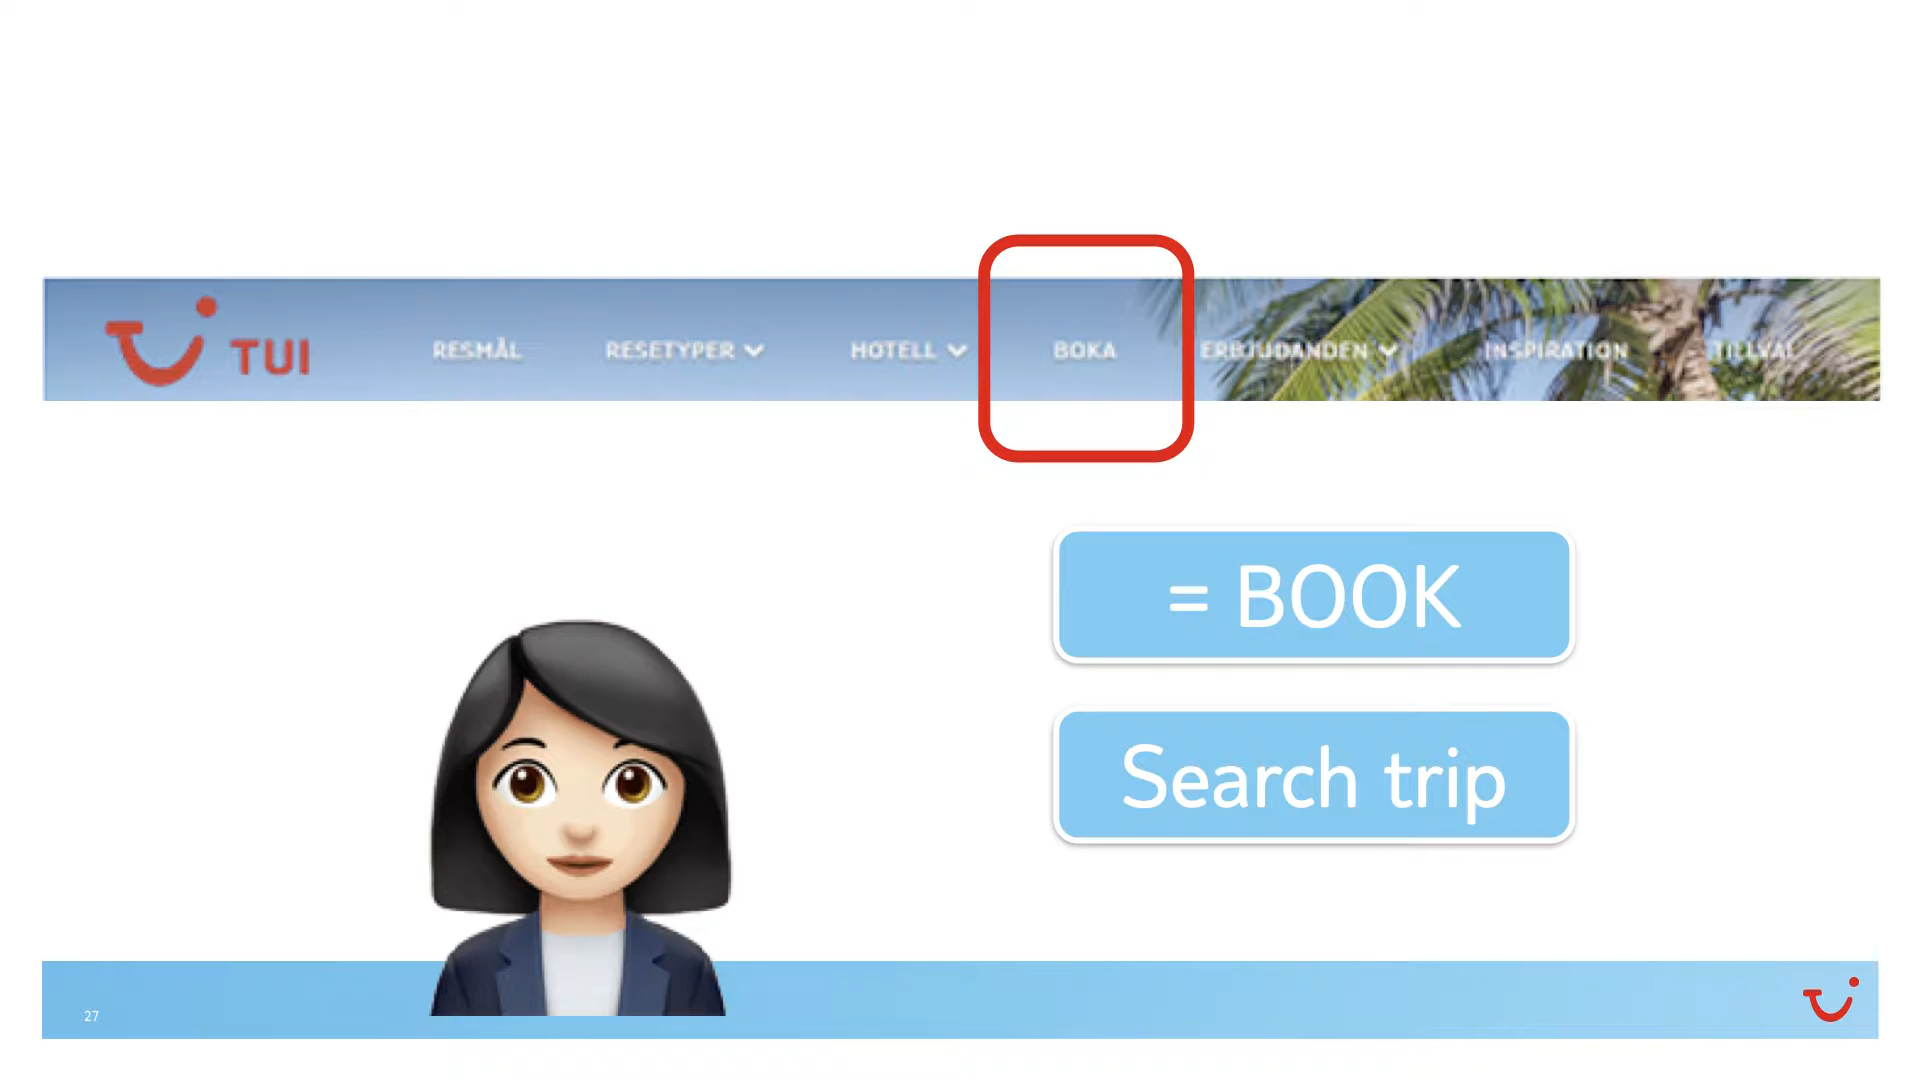 TUI RESMÅL RESETYPER HOTELL BOKA ERBJUDANDEN INSPIRATION TILLVAL
= BOOK
Search trip
27